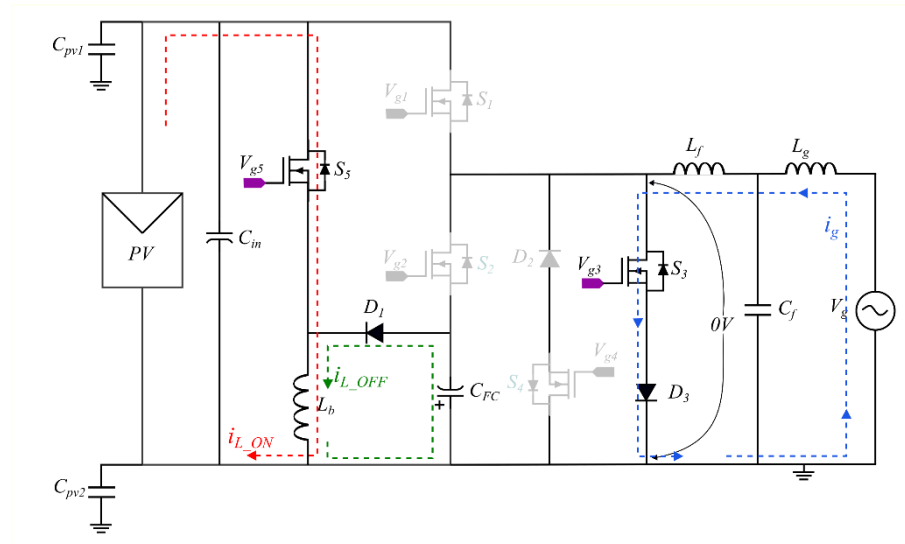 C_pv1
V_g1
S_1
L_f
L_g
V_g5
S_5
i_g
PV
C_in
V_g2
S_2
D_2
V_g3
S_3
D_1
0V
C_f
V_g
V_g4
i_L_OFF
S_4
C_FC
D_3
+
L_b
i_L_ON
C_pv2